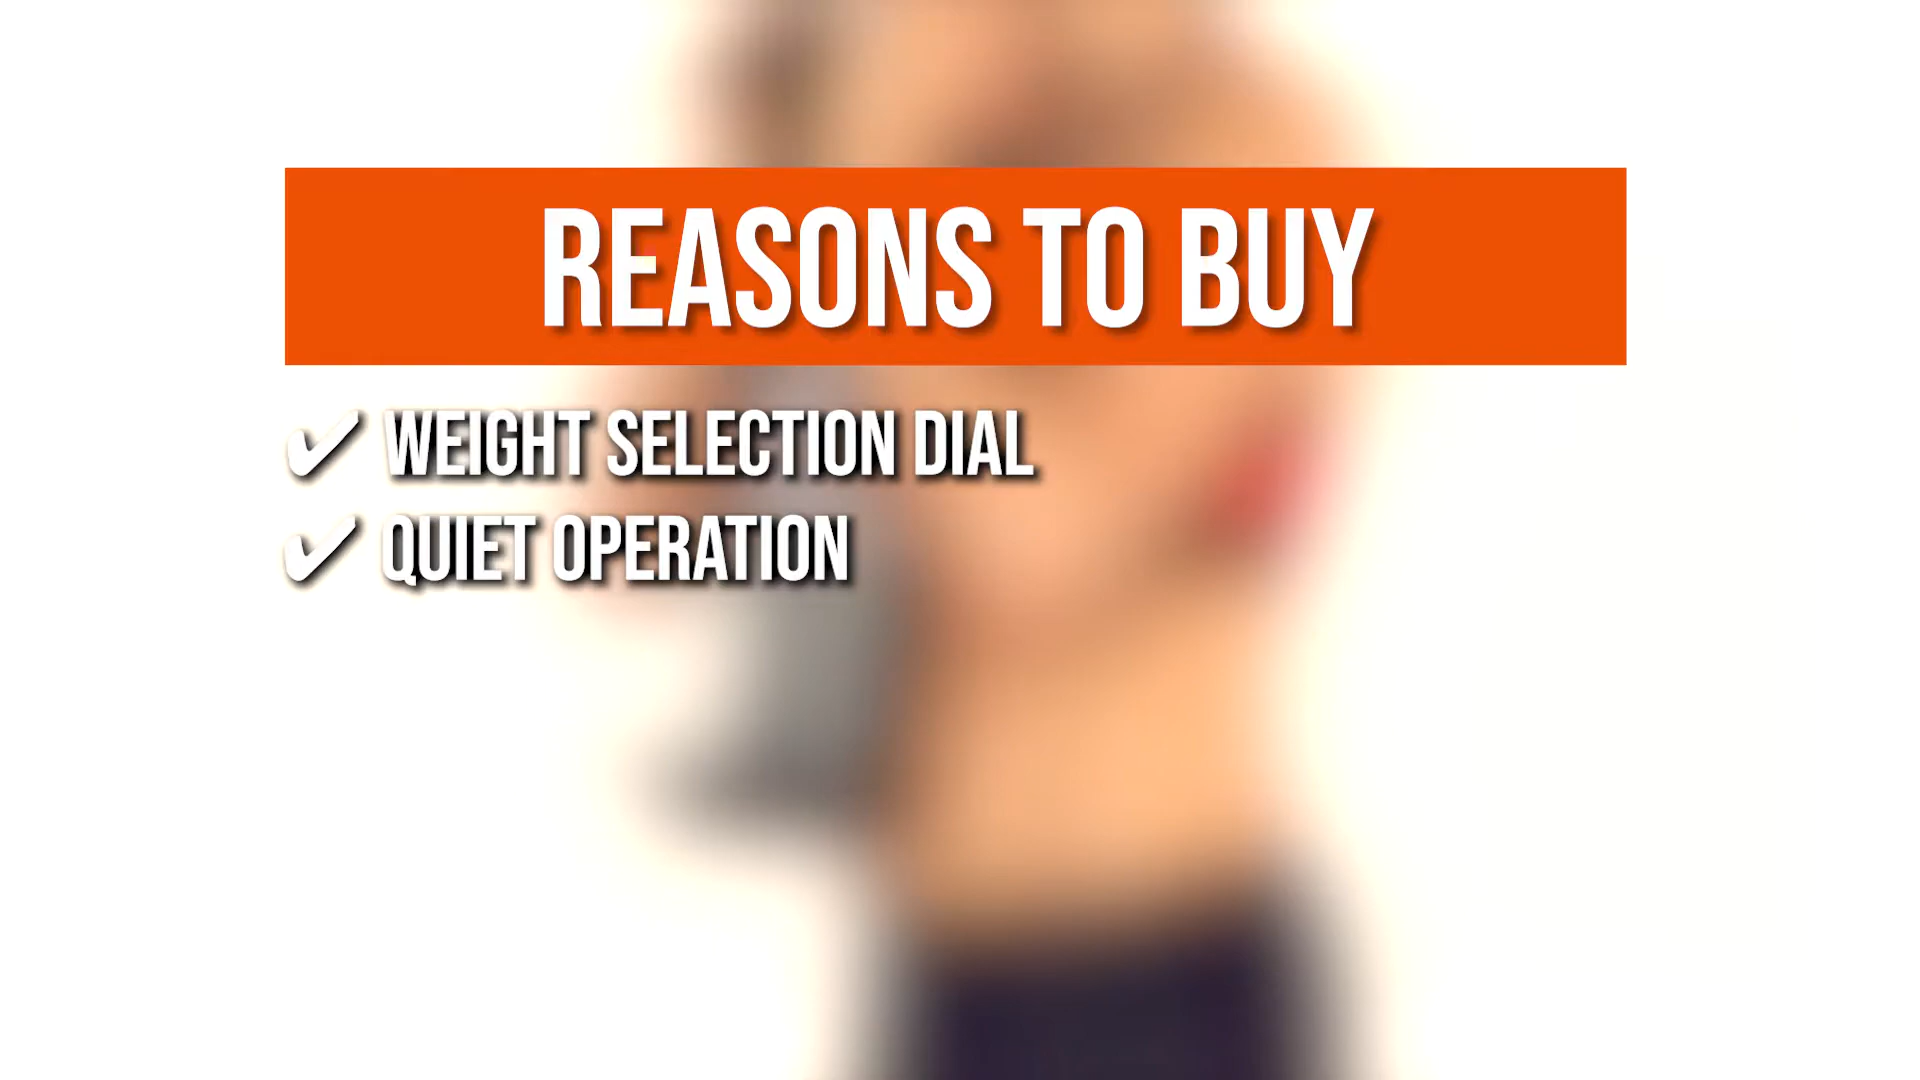 REASONS TO BUY
✔ WEIGHT SELECTION DIAL
✔ QUIET OPERATION